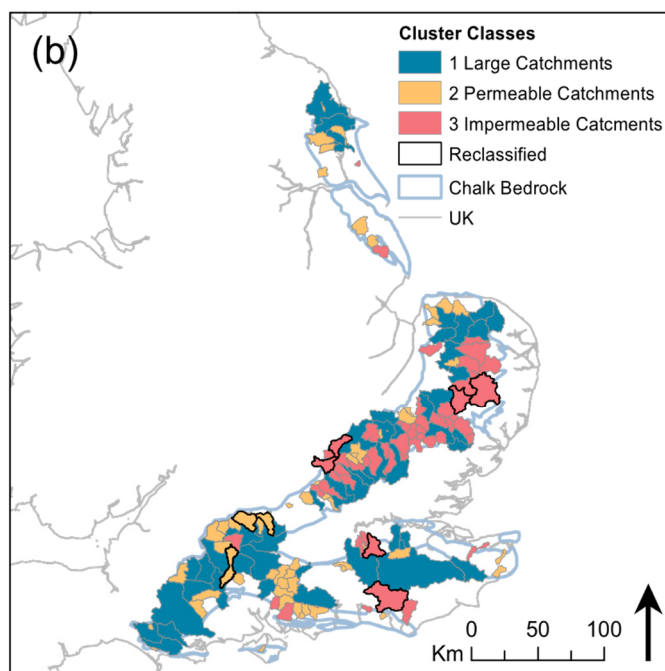 (b)
Cluster Classes
1 Large Catchments
2 Permeable Catchments
3 Impermeable Catcments
Reclassified
Chalk Bedrock
UK
Km 0 50 100